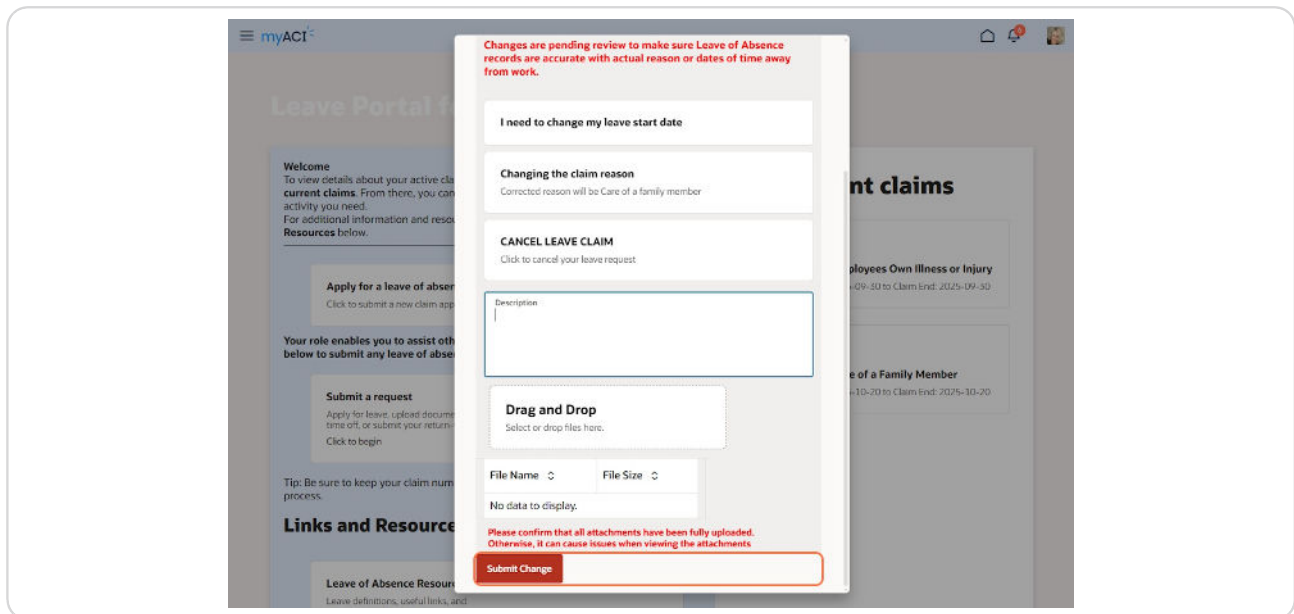 myACI
Leave Portal f
Welcome
To view details about your active cla
current claims. From there, you can
activity you need.
For additional information and resou
Resources below.
Apply for a leave of absen
Click to submit a new claim app
Your role enables you to assist oth
below to submit any leave of abse
Submit a request
Apply for leave, upload docume
time off, or submit your return-
Click to begin
Tip: Be sure to keep your claim num
process.
Links and Resource
Leave of Absence Resour
Leave definitions, useful links, and
Changes are pending review to make sure Leave of Absence
records are accurate with actual reason or dates of time away
from work.
I need to change my leave start date
Changing the claim reason
Corrected reason will be Care of a family member
CANCEL LEAVE CLAIM
Click to cancel your leave request
Description
Drag and Drop
Select or drop files here.
File Name File Size
No data to display.
Please confirm that all attachments have been fully uploaded.
Otherwise, it can cause issues when viewing the attachments
Submit Change
nt claims
ployees Own Illness or Injury
-09-30 to Claim End: 2025-09-30
e of a Family Member
-10-20 to Claim End: 2025-10-20